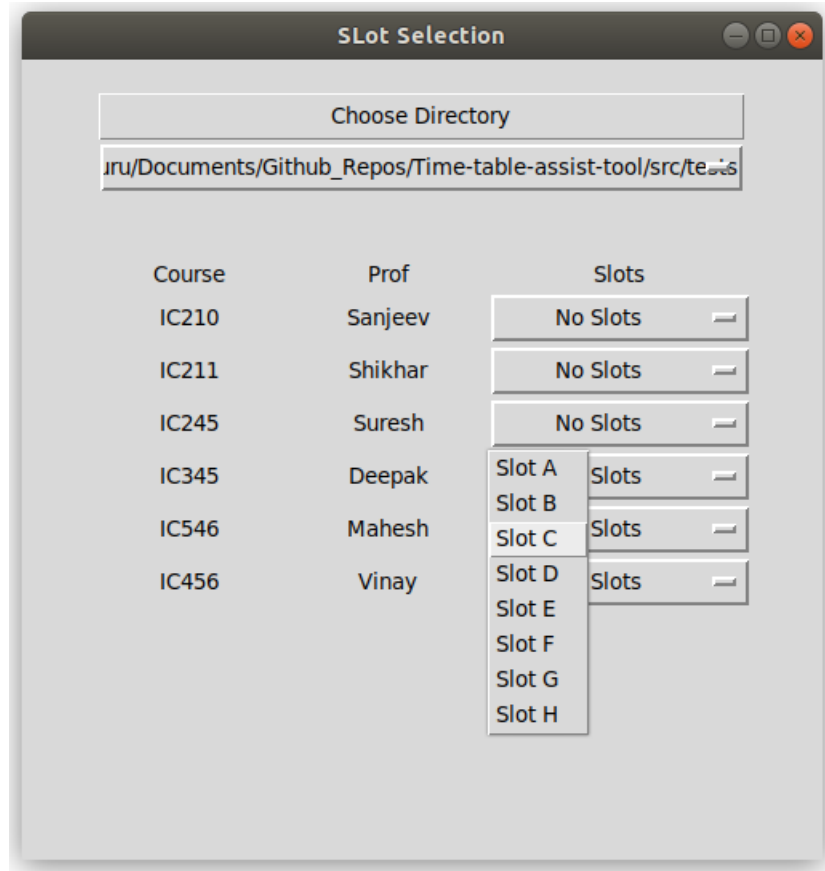 SLot Selection
Choose Directory
uru/Documents/Github_Repos/Time-table-assist-tool/src/tests
Course Prof Slots
IC210 Sanjeev No Slots
IC211 Shikhar No Slots
IC245 Suresh No Slots
IC345 Deepak Slots
IC546 Mahesh Slots
IC456 Vinay Slots
Slot A
Slot B
Slot C
Slot D
Slot E
Slot F
Slot G
Slot H